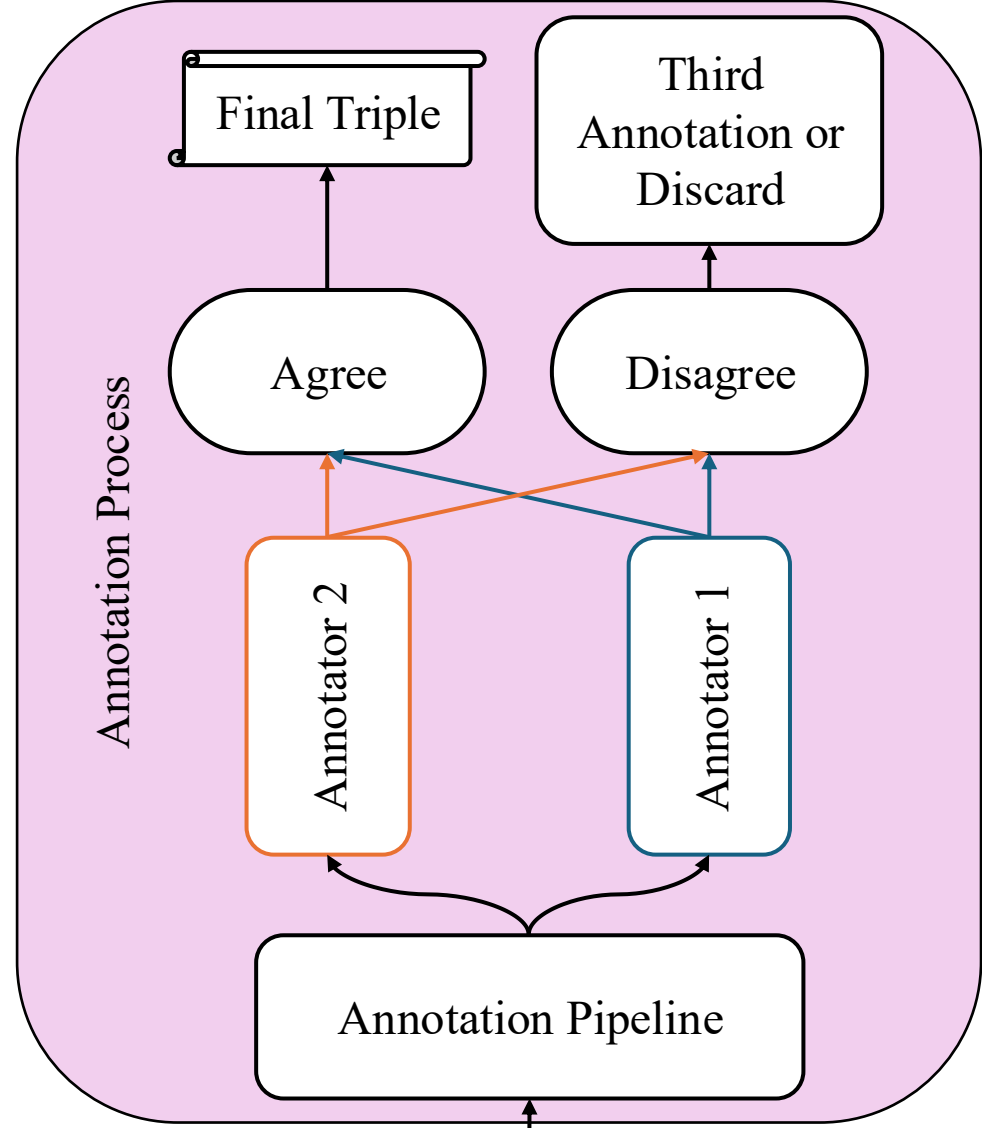 Final Triple
Third
Annotation or
Discard
Agree
Disagree
Annotation Process
Annotator 2
Annotator 1
Annotation Pipeline